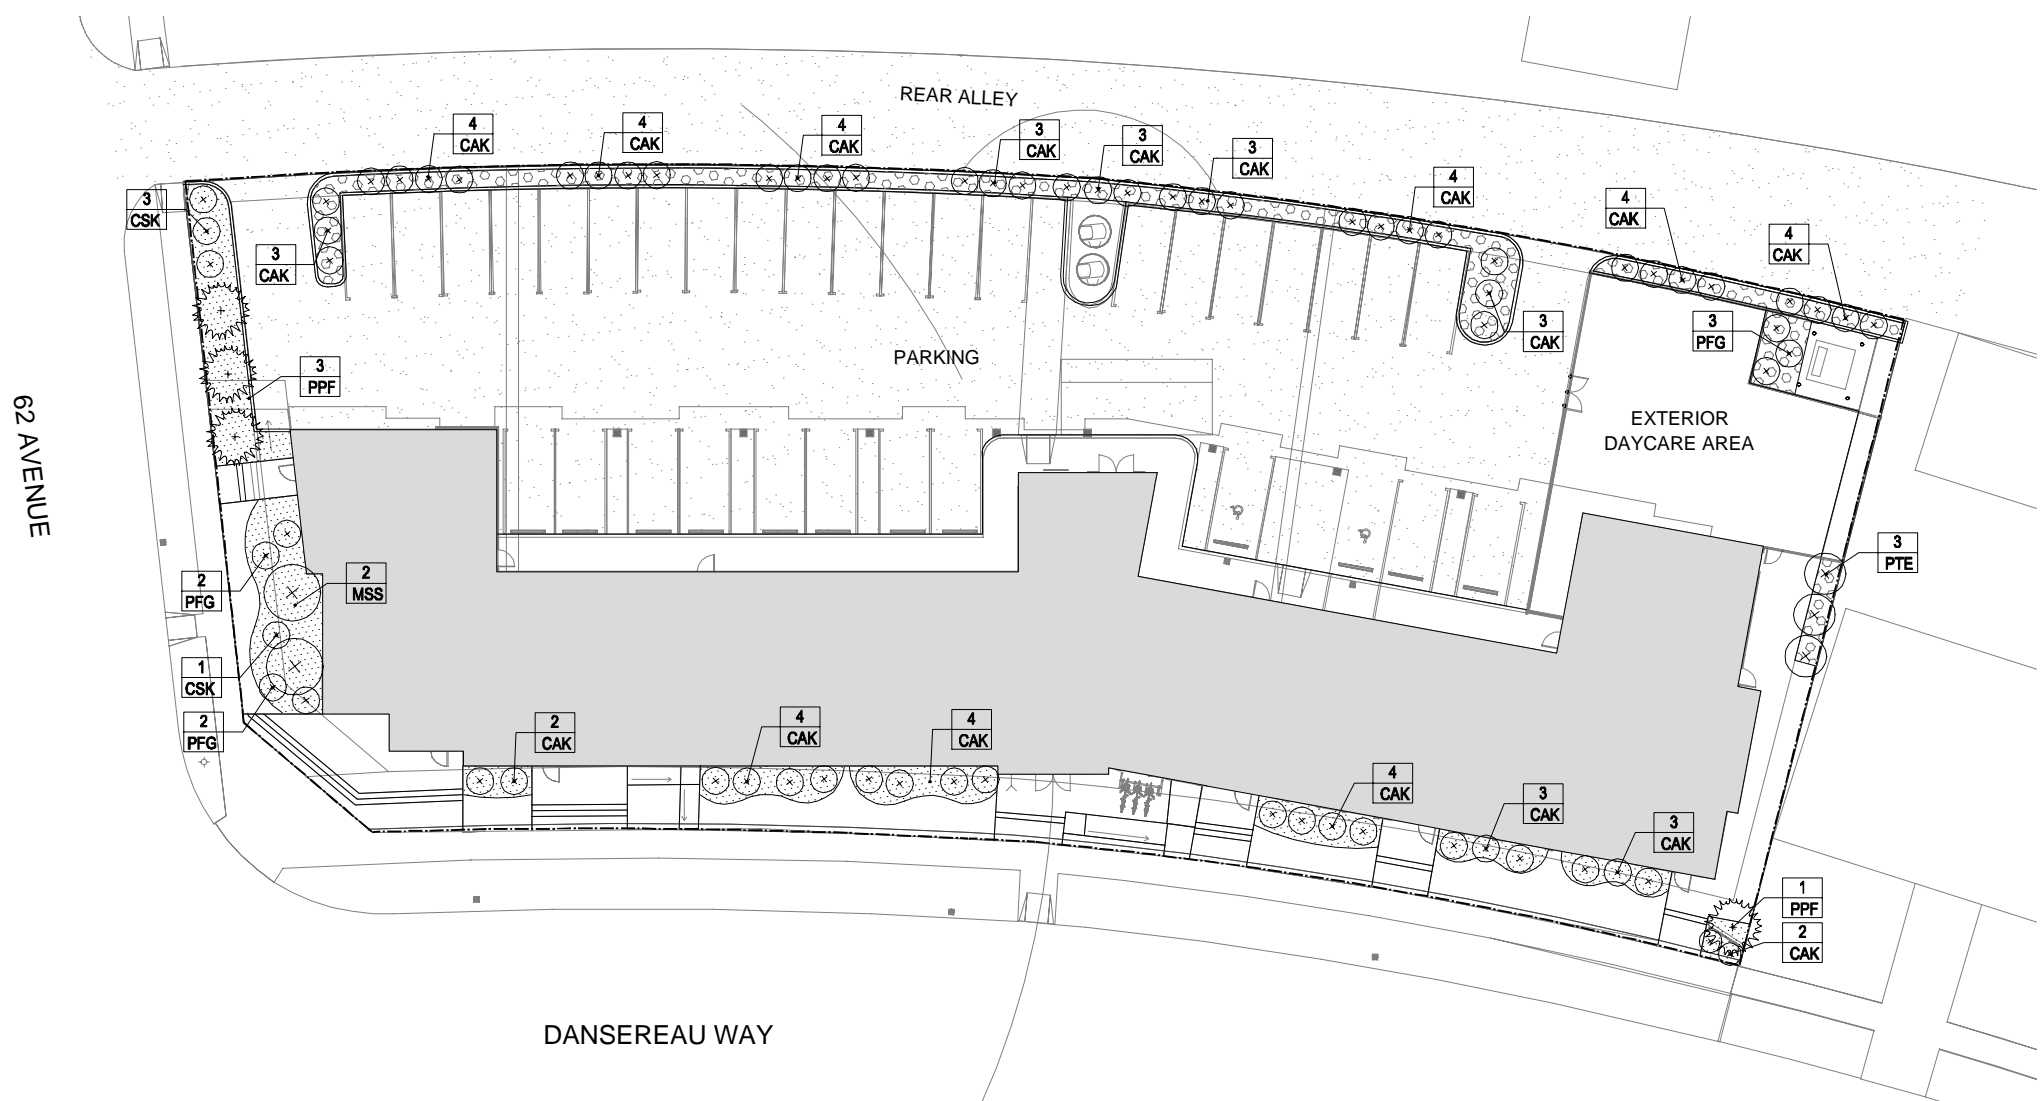 REAR ALLEY
4
CAK
4
CAK
4
CAK
3
CAK
3
CAK
3
CAK
4
CAK
4
CAK
4
CAK
3
CSK
3
CAK
3
CAK
3
PFG
3
PPF
PARKING
EXTERIOR
DAYCARE AREA
62 AVENUE
3
PTE
2
PFG
2
MSS
1
CSK
2
PFG
2
CAK
4
CAK
4
CAK
4
CAK
3
CAK
3
CAK
1
PPF
2
CAK
DANSEREAU WAY